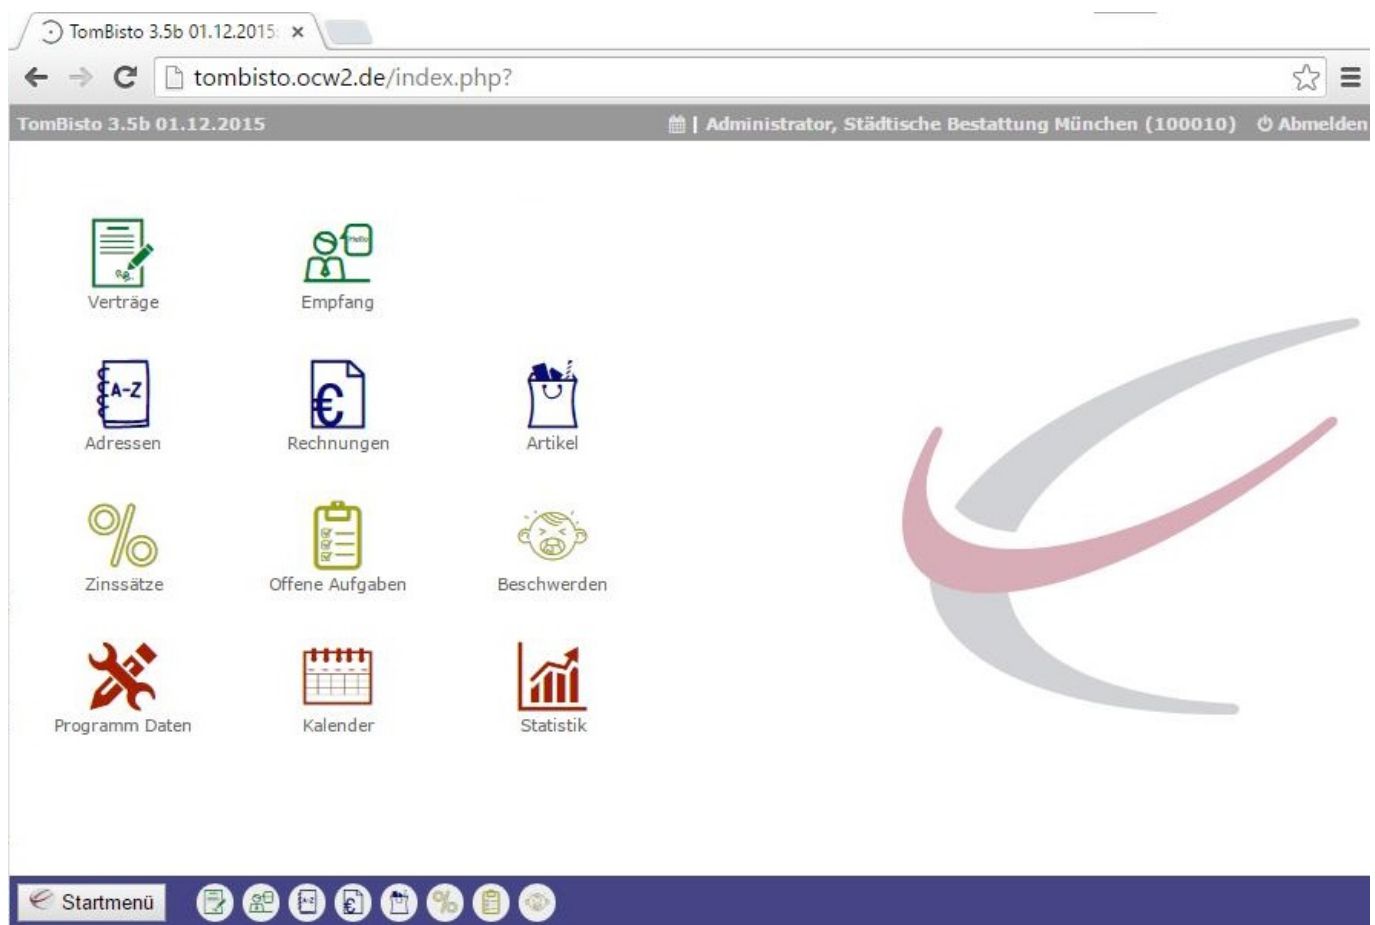 TomBisto 3.5b 01.12.2015:
tombisto.ocw2.de/index.php?
TomBisto 3.5b 01.12.2015 | Administrator, Städtische Bestattung München (100010) Abmelden
Hello
Verträge Empfang
A-Z
€
Adressen Rechnungen Artikel
%
Zinssätze Offene Aufgaben Beschwerden
Programm Daten Kalender Statistik
Startmenü A-Z € %